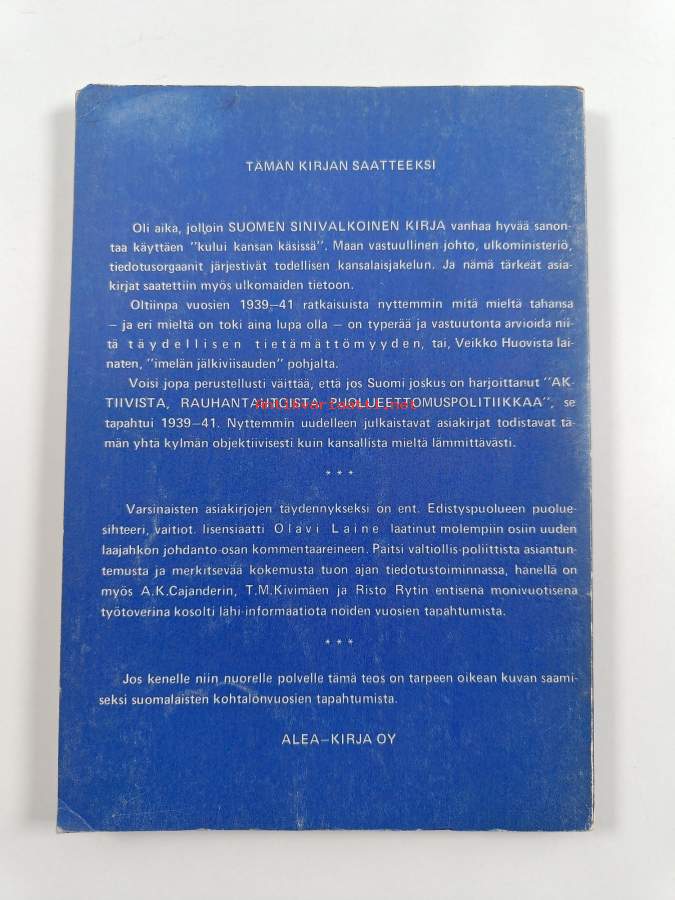 TÄMÄN KIRJAN SAATTEEKSI
Oli aika, jolloin SUOMEN SINIVALKOINEN KIRJA vanhaa hyvää sanon-
taa käyttäen "kului kansan käsissä". Maan vastuullinen johto, ulkoministeriö,
tiedotusorgaanit järjestivät todellisen kansalaisjakelun. Ja nämä tärkeät asia-
kirjat saatettiin myös ulkomaiden tietoon.
Oltiinpa vuosien 1939—41 ratkaisuista nyttemmin mitä mieltä tahansa
— ja eri mieltä on toki aina lupa olla — on typerää ja vastuutonta arvioida nii-
tä täydellisen tietämättömyyden, tai, Veikko Huovista lai-
naten, "imelän jälkiviisauden" pohjalta.
Voisi jopa perustellusti väittää, että jos Suomi joskus on harjoittanut "AK-
TIIVISTA, RAUHANTAHTOISTA PUOLUEETTOMUUSPOLITIIKKAA", se
antikvariaatti.net
tapahtui 1939—41. Nyttemmin uudelleen julkaistavat asiakirjat todistavat tä-
män yhtä kylmän objektiivisesti kuin kansallista mieltä lämmittävästi.
* * *
Varsinaisten asiakirjojen täydennykseksi on ent. Edistyspuolueen puolue-
sihteeri, valtiot. lisensiaatti Olavi Laine laatinut molempiin osiin uuden
laajahkon johdanto-osan kommentaareineen. Paitsi valtiollis-poliittista asiantun-
temusta ja merkitsevää kokemusta tuon ajan tiedotustoiminnassa, hänellä on
myös A.K.Cajanderin, T.M.Kivimäen ja Risto Rytin entisenä monivuotisena
työtoverina kosolti lähi-informaatiota noiden vuosien tapahtumista.
* * *
Jos kenelle niin nuorelle polvelle tämä teos on tarpeen oikean kuvan saami-
seksi suomalaisten kohtalonvuosien tapahtumista.
ALEA—KIRJA OY